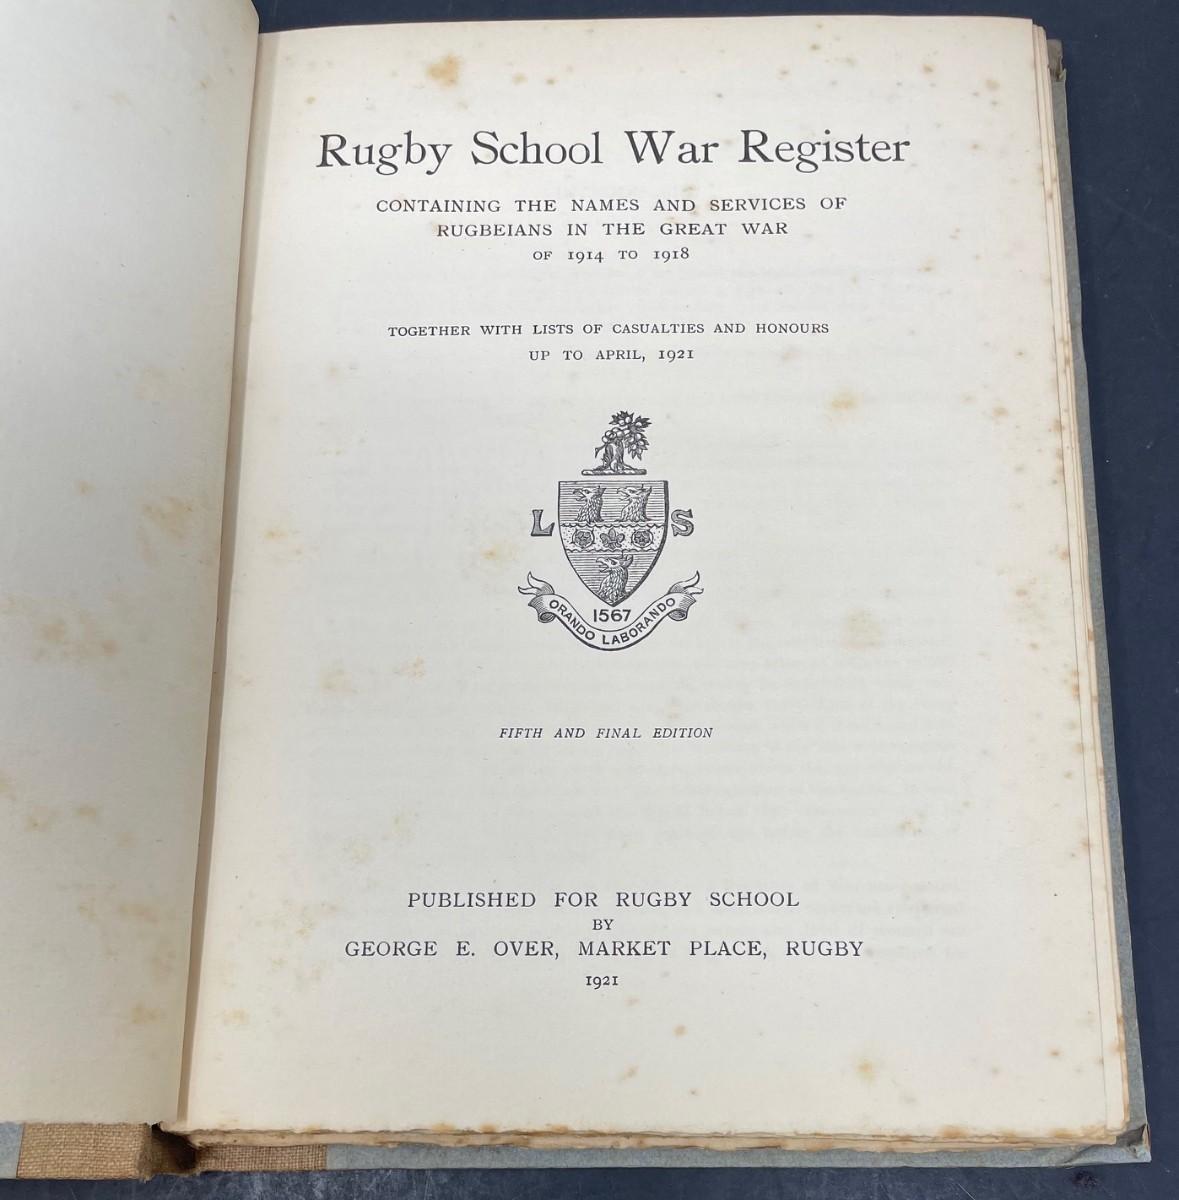 Rugby School War Register
CONTAINING THE NAMES AND SERVICES OF
RUGBEIANS IN THE GREAT WAR
OF 1914 TO 1918
TOGETHER WITH LISTS OF CASUALTIES AND HONOURS
UP TO APRIL, 1921
L S
1567
ORANDO LABORANDO
FIFTH AND FINAL EDITION
PUBLISHED FOR RUGBY SCHOOL
BY
GEORGE E. OVER, MARKET PLACE, RUGBY
1921